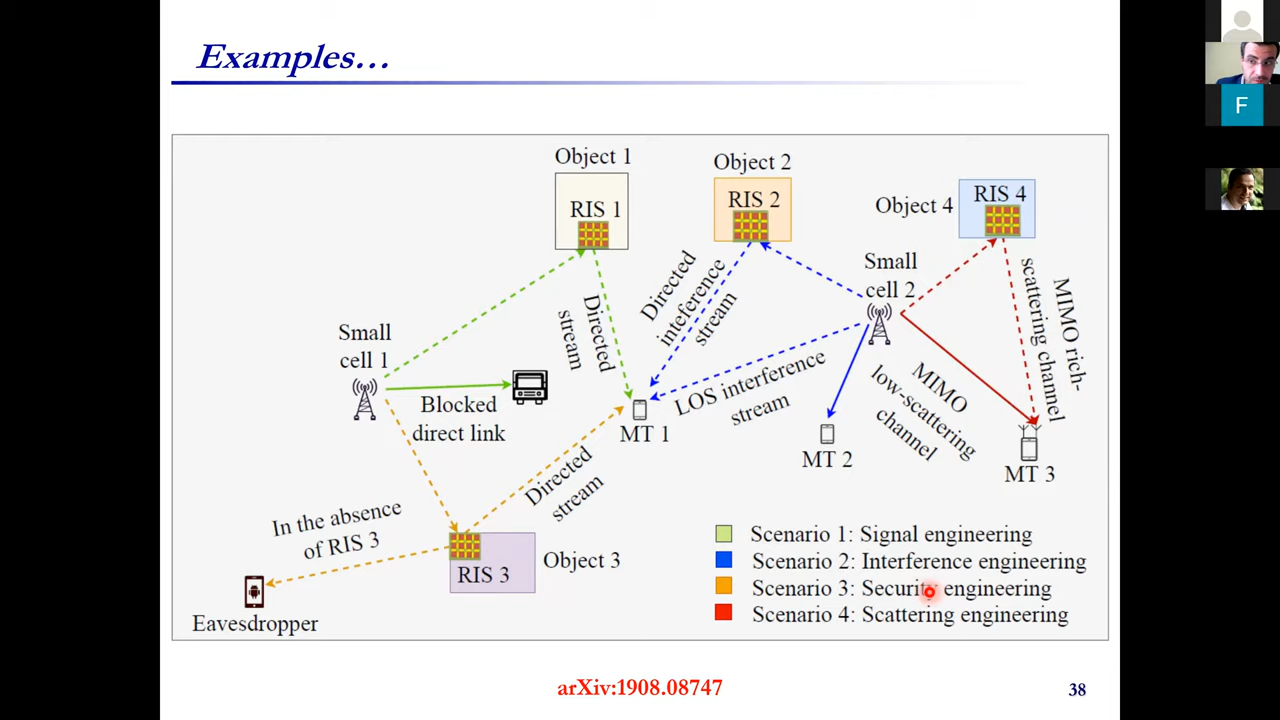 Examples…
Object 1
RIS 1
Object 2
RIS 2
Object 4
RIS 4
Small
cell 2
Small
cell 1
Directed
stream
Directed
inteference
stream
MIMO rich-
scattering channel
Blocked
direct link
LOS interference
stream
MIMO
low-scattering
channel
MT 1
MT 2
MT 3
Directed
stream
In the absence
of RIS 3
RIS 3
Object 3
Eavesdropper
Scenario 1: Signal engineering
Scenario 2: Interference engineering
Scenario 3: Security engineering
Scenario 4: Scattering engineering
arXiv:1908.08747
38
F